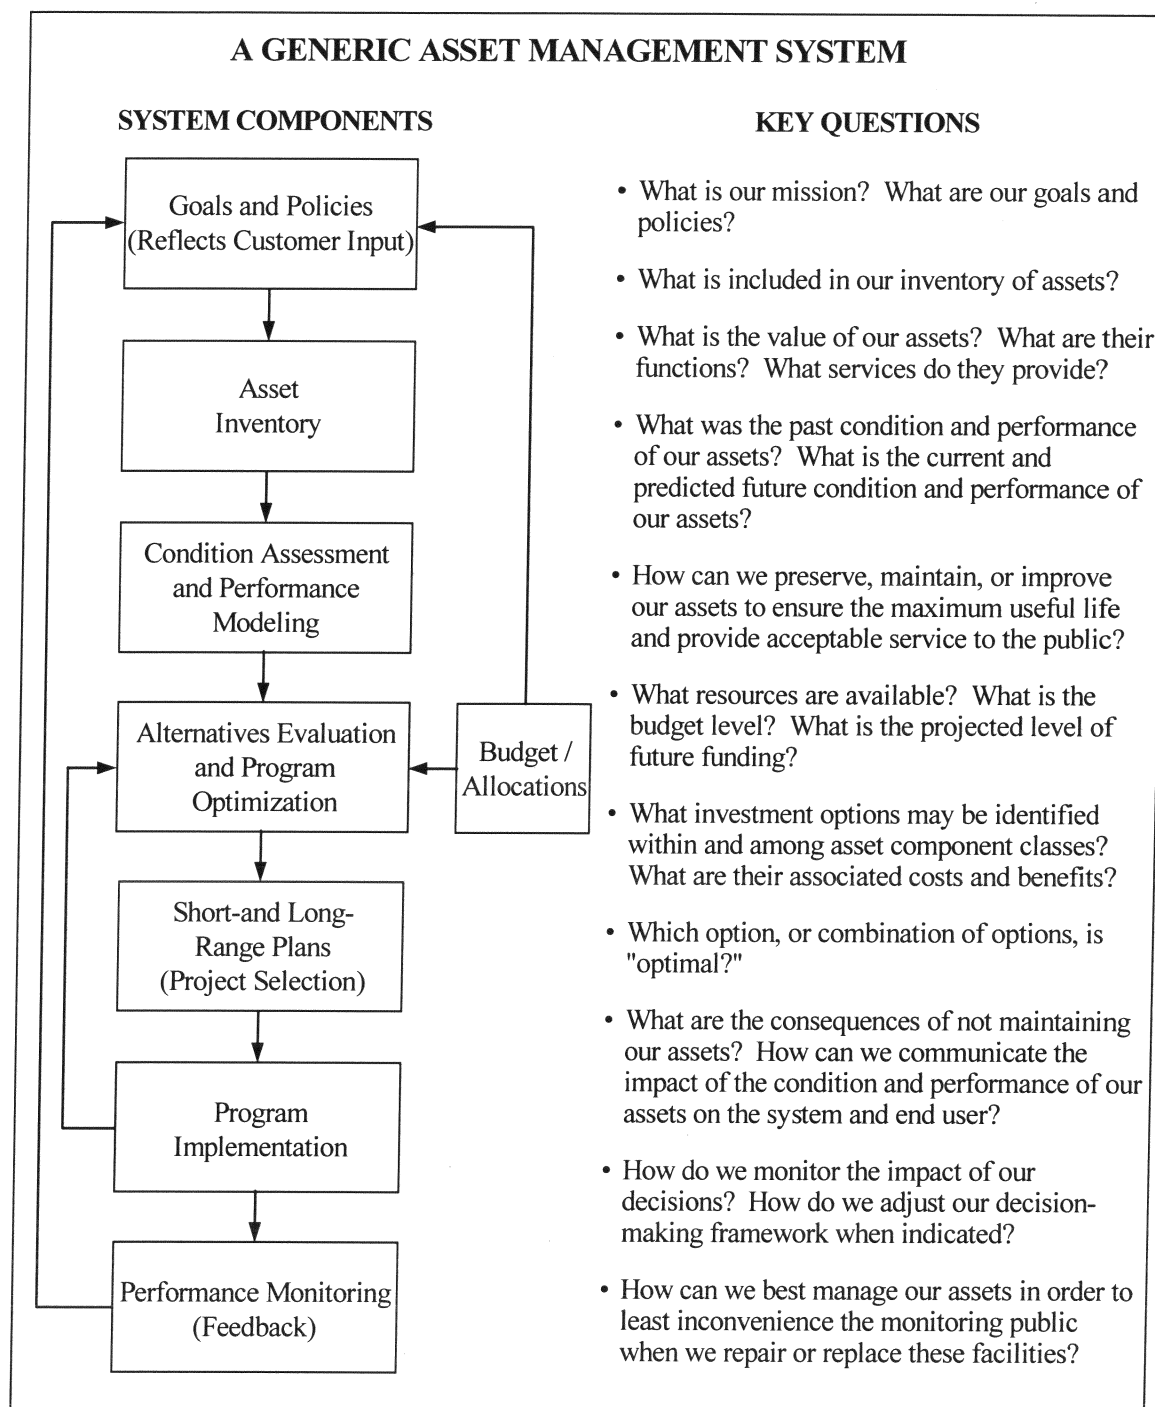 A GENERIC ASSET MANAGEMENT SYSTEM
SYSTEM COMPONENTS
Goals and Policies
(Reflects Customer Input)
Asset
Inventory
Condition Assessment
and Performance
Modeling
Alternatives Evaluation
and Program
Optimization
Budget /
Allocations
Short-and Long-
Range Plans
(Project Selection)
Program
Implementation
Performance Monitoring
(Feedback)
KEY QUESTIONS
• What is our mission? What are our goals and
policies?
• What is included in our inventory of assets?
• What is the value of our assets? What are their
functions? What services do they provide?
• What was the past condition and performance
of our assets? What is the current and
predicted future condition and performance of
our assets?
• How can we preserve, maintain, or improve
our assets to ensure the maximum useful life
and provide acceptable service to the public?
• What resources are available? What is the
budget level? What is the projected level of
future funding?
• What investment options may be identified
within and among asset component classes?
What are their associated costs and benefits?
• Which option, or combination of options, is
"optimal?"
• What are the consequences of not maintaining
our assets? How can we communicate the
impact of the condition and performance of our
assets on the system and end user?
• How do we monitor the impact of our
decisions? How do we adjust our decision-
making framework when indicated?
• How can we best manage our assets in order to
least inconvenience the monitoring public
when we repair or replace these facilities?